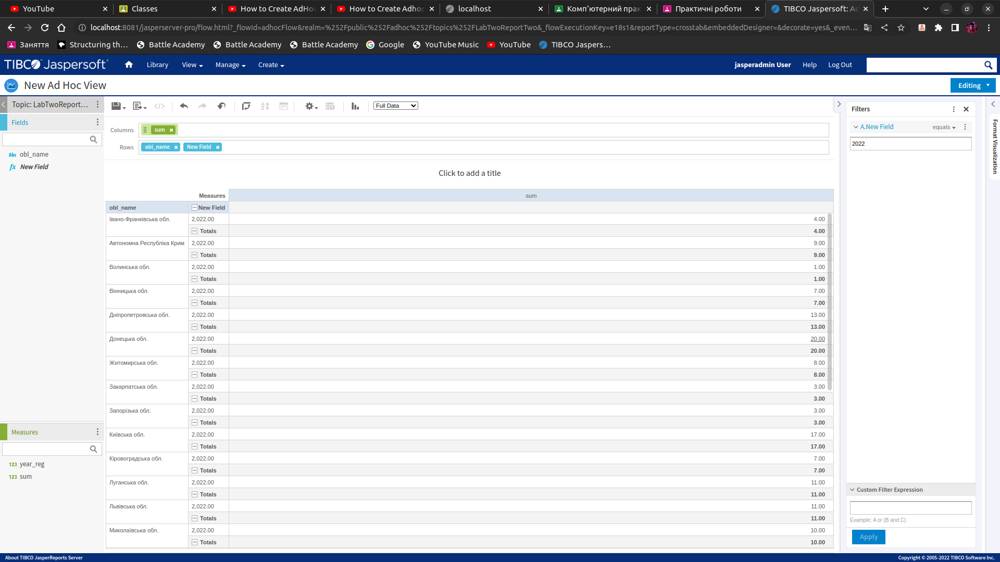 YouTube
Classes
How to Create AdHo
How to Create Adhoc
localhost
Комп'ютерний прак
Практичні роботи
TIBCO Jaspersoft: Ad
localhost:8081/jasperserver-pro/flow.html?_flowId=adhocFlow&realm=%252Fpublic%252Fadhoc%252Ftopics%252FLabTwoReportTwo&_flowExecutionKey=e18s1&reportType=crosstab&embeddedDesigner=&decorate=yes&_even...
Заняття
Structuring th...
Battle Academy
Battle Academy
Battle Academy
Google
YouTube Music
YouTube
TIBCO Jaspers...
TIBCO Jaspersoft
Library
View
Manage
Create
jasperadmin User
Help
Log Out
New Ad Hoc View
Editing
Topic: LabTwoReport...
Fields
Abc obl_name
fx New Field
Measures
123 year_reg
123 sum
Full Data
Columns sum
Rows obl_name New Field
Click to add a title
Measures sum
obl_name New Field
Івано-Франківська обл. 2,022.00 4.00
Totals 4.00
Автономна Республіка Крим 2,022.00 9.00
Totals 9.00
Волинська обл. 2,022.00 1.00
Totals 1.00
Вінницька обл. 2,022.00 7.00
Totals 7.00
Дніпропетровська обл. 2,022.00 13.00
Totals 13.00
Донецька обл. 2,022.00 20.00
Totals 20.00
Житомирська обл. 2,022.00 8.00
Totals 8.00
Закарпатська обл. 2,022.00 3.00
Totals 3.00
Запорізька обл. 2,022.00 3.00
Totals 3.00
Київська обл. 2,022.00 17.00
Totals 17.00
Кіровоградська обл. 2,022.00 7.00
Totals 7.00
Луганська обл. 2,022.00 11.00
Totals 11.00
Львівська обл. 2,022.00 11.00
Totals 11.00
Миколаївська обл. 2,022.00 10.00
Totals 10.00
Filters
A.New Field equals
2022
Custom Filter Expression
Example: A or (B and C)
Apply
Format Visualization
About TIBCO JasperReports Server
Copyright © 2005-2022 TIBCO Software Inc.